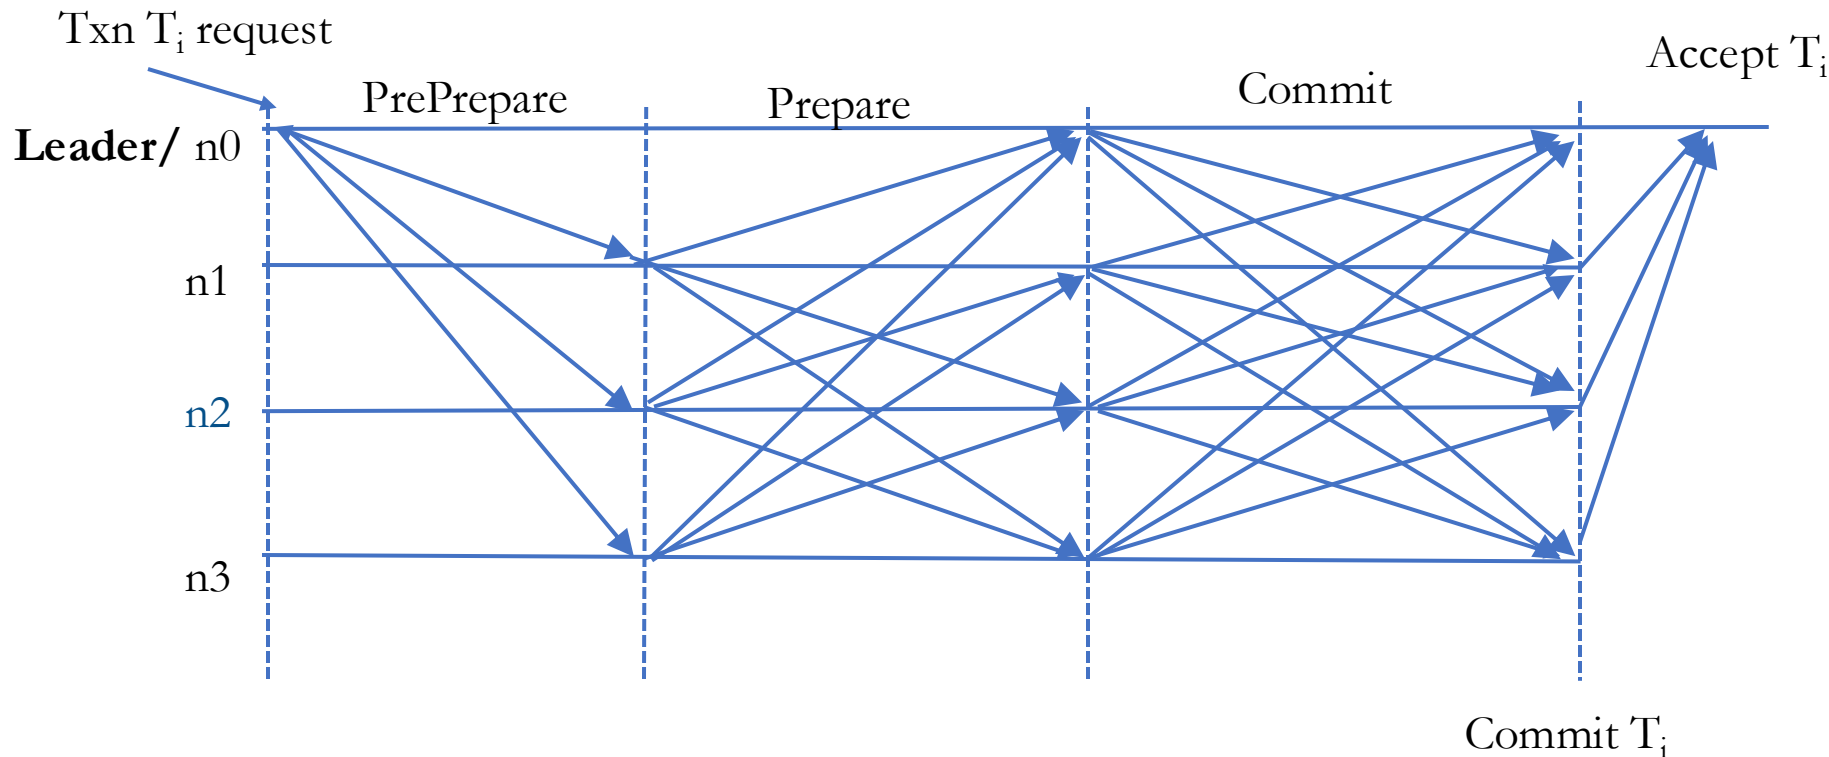 Txn Ti request
Accept Ti
PrePrepare
Prepare
Commit
Leader/ n0
n1
n2
n3
Commit Ti